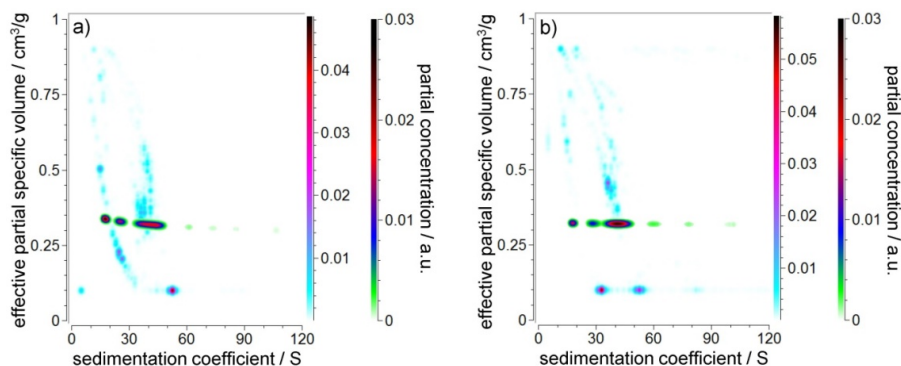 a)
effective partial specific volume / cm³/g
1
0.75
0.5
0.25
0
0 30 60 90 120
sedimentation coefficient / S
0.04
0.03
0.02
0.01
0.03
0.02
0.01
0
partial concentration / a.u.
b)
effective partial specific volume / cm³/g
1
0.75
0.5
0.25
0
0 30 60 90 120
sedimentation coefficient / S
0.05
0.04
0.03
0.02
0.01
0.03
0.02
0.01
0
partial concentration / a.u.